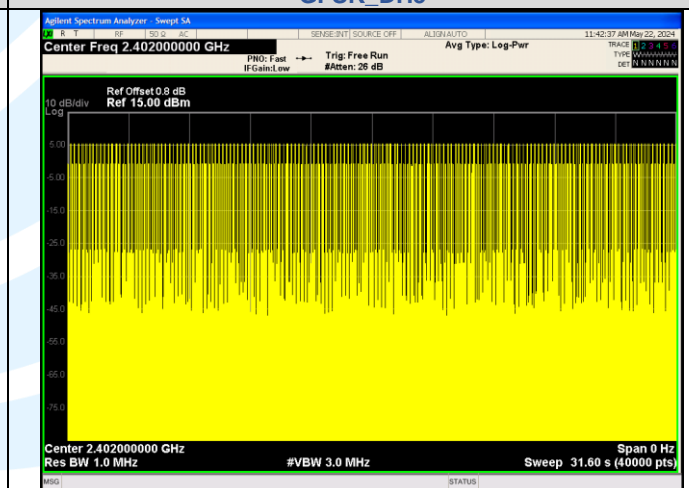 Agilent Spectrum Analyzer - Swept SA
R T RF 50 Ω AC SENSE:INT SOURCE OFF ALIGNAUTO 11:42:37 AM May 22, 2024
Center Freq 2.402000000 GHz Avg Type: Log-Pwr TRACE 1 2 3 4 5 6
PNO: Fast Trig: Free Run TYPE W
IFGain:Low #Atten: 26 dB DET N N N N N N
Ref Offset 0.8 dB
10 dB/div Ref 15.00 dBm
Log
5.00
-5.00
-15.0
-25.0
-35.0
-45.0
-55.0
-65.0
-75.0
Center 2.402000000 GHz Span 0 Hz
Res BW 1.0 MHz #VBW 3.0 MHz Sweep 31.60 s (40000 pts)
MSG STATUS